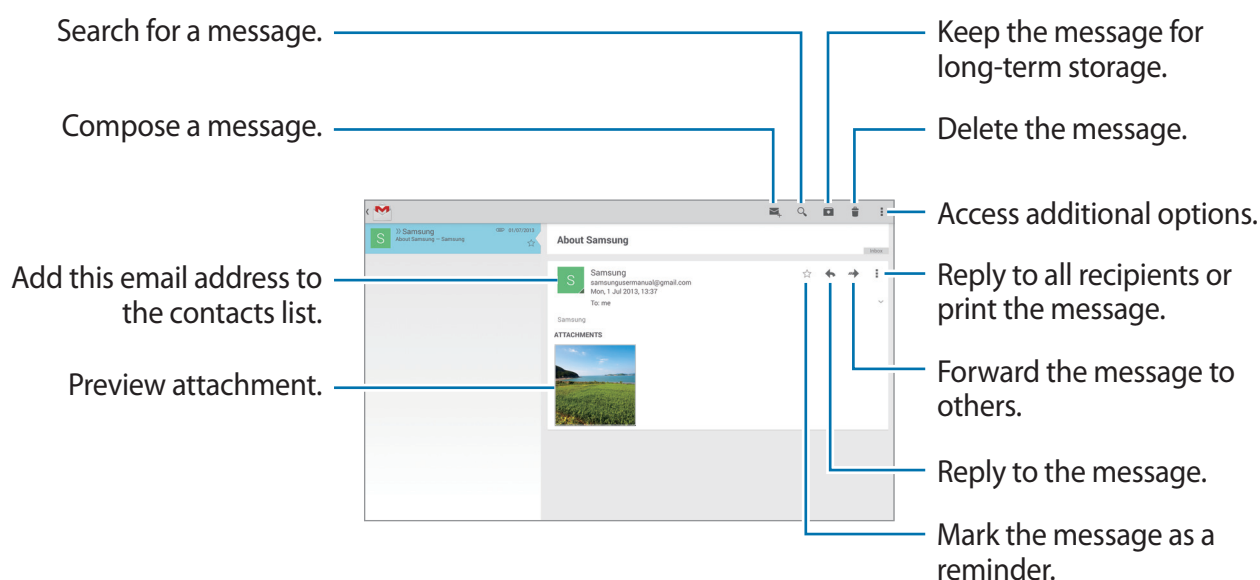 Search for a message.
Keep the message for
long-term storage.
Compose a message.
Delete the message.
Access additional options.
S
Samsung
01/07/2013
About Samsung — Samsung
About Samsung
Inbox
Add this email address to
the contacts list.
S
Samsung
samsungusermanual@gmail.com
Mon, 1 Jul 2013, 13:37
To: me
Reply to all recipients or
print the message.
Samsung
ATTACHMENTS
Preview attachment.
Forward the message to
others.
Reply to the message.
Mark the message as a
reminder.